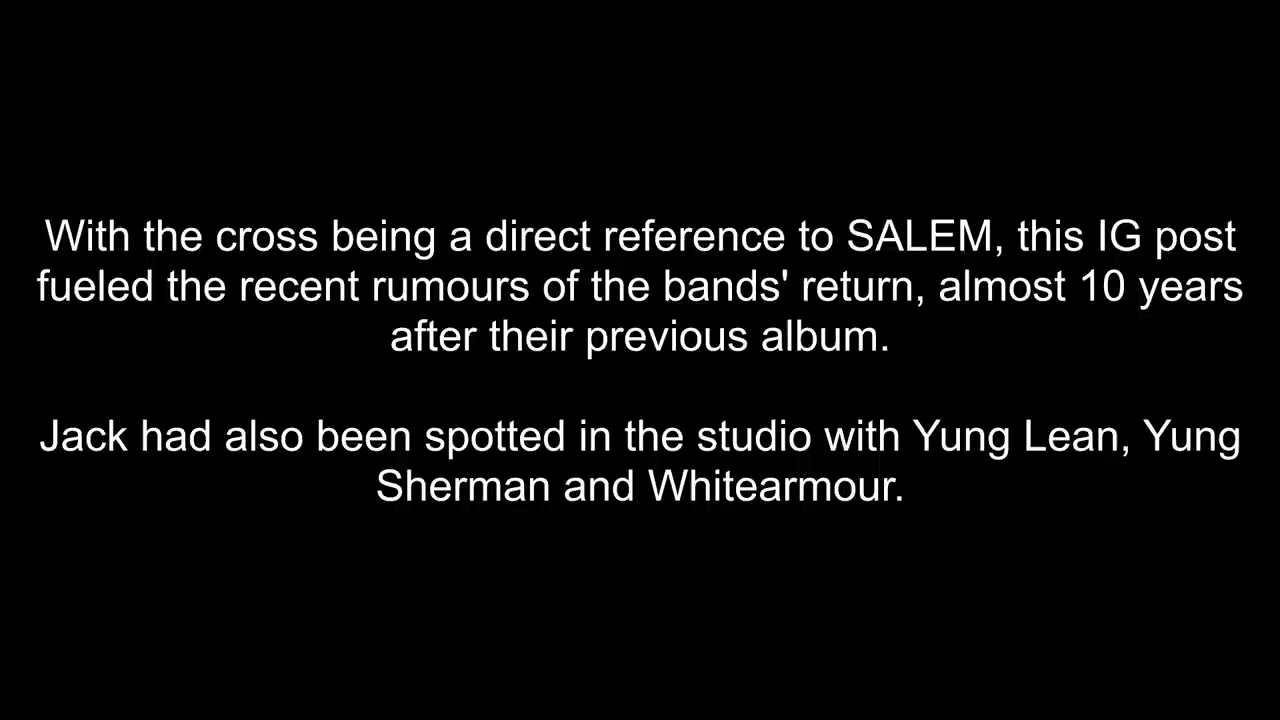 With the cross being a direct reference to SALEM, this IG post
fueled the recent rumours of the bands' return, almost 10 years
after their previous album.
Jack had also been spotted in the studio with Yung Lean, Yung
Sherman and Whitearmour.